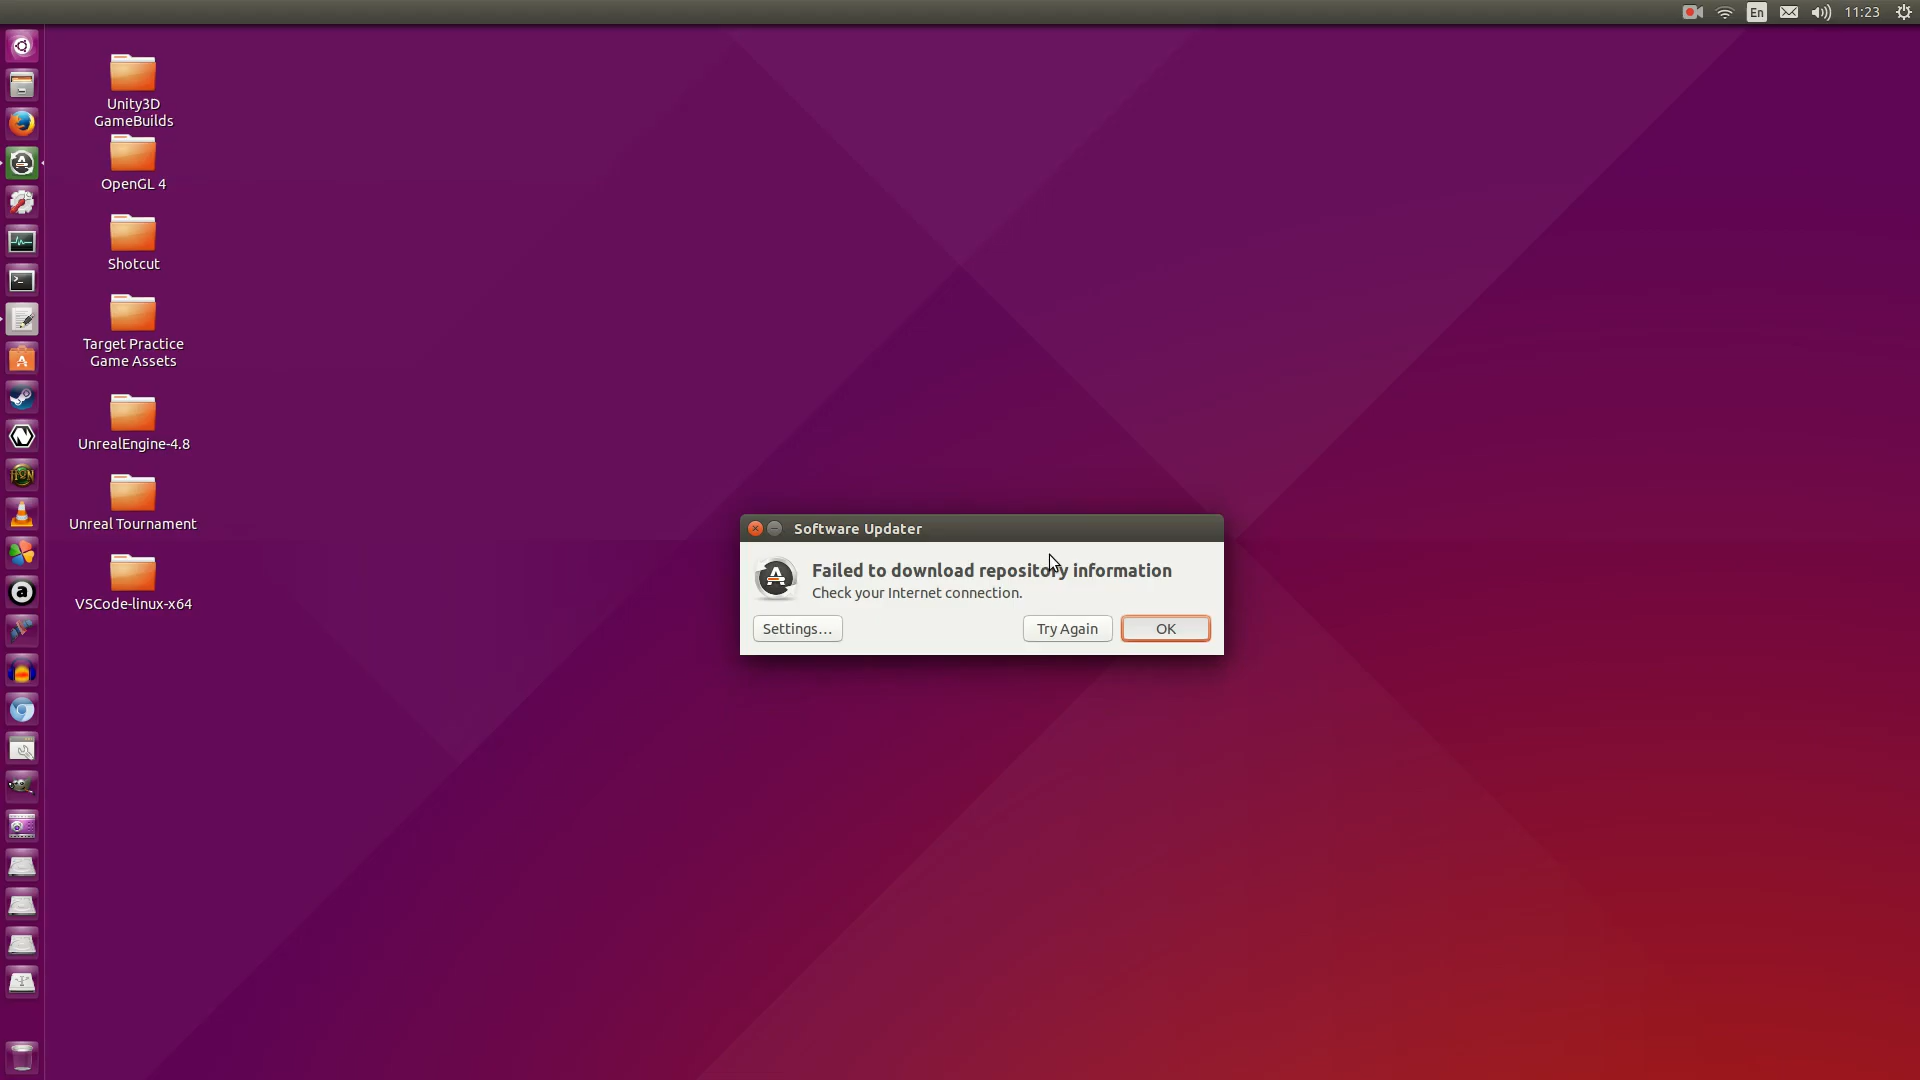 En
11:23
Unity3D
GameBuilds
OpenGL 4
Shotcut
Target Practice
Game Assets
UnrealEngine-4.8
Unreal Tournament
VSCode-linux-x64
Software Updater
Failed to download repository information
Check your Internet connection.
Settings...
Try Again
OK
HON
a